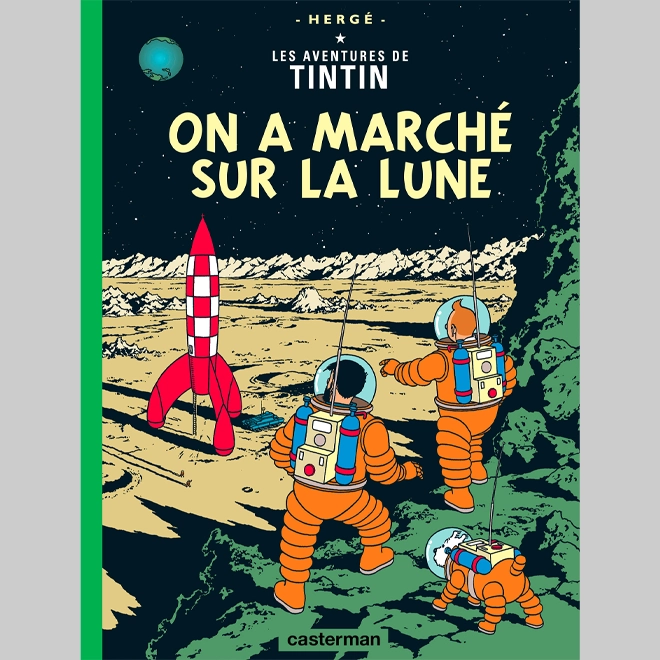 - HERGÉ -
LES AVENTURES DE
TINTIN
ON A MARCHÉ
SUR LA LUNE
casterman